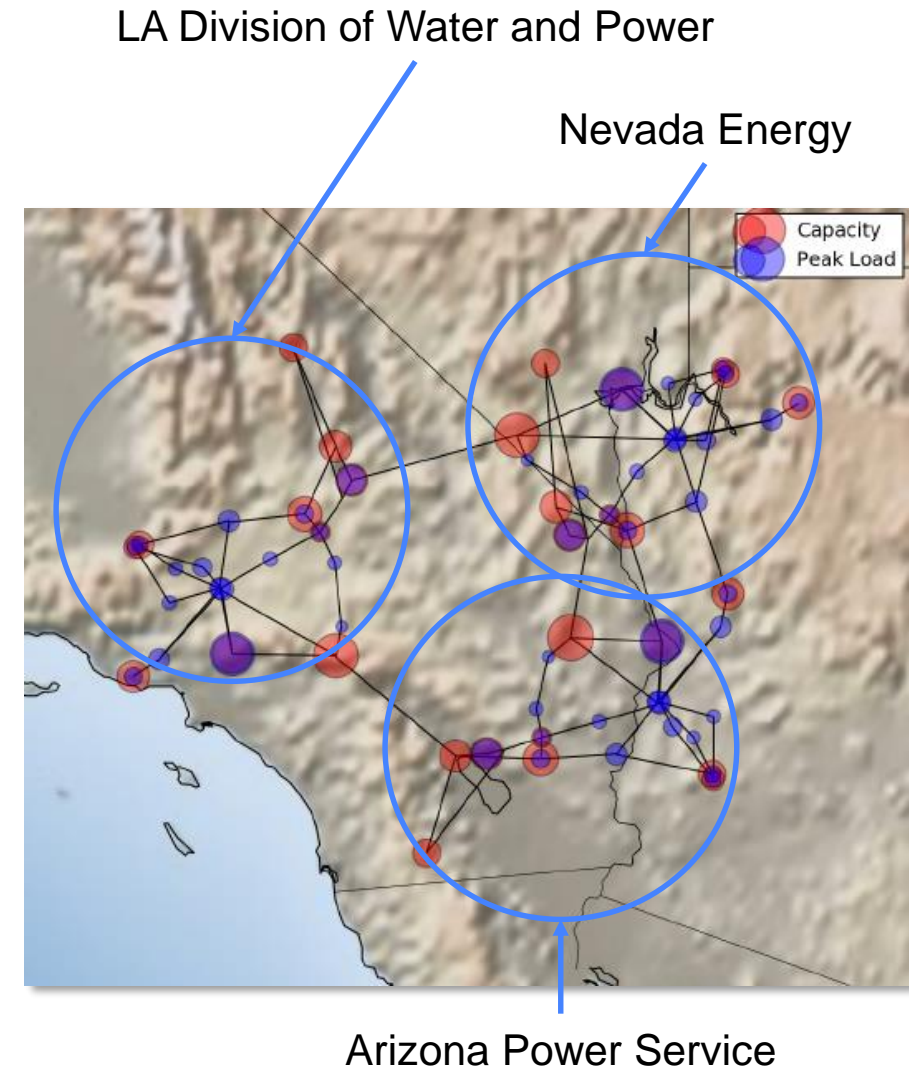 LA Division of Water and Power
Nevada Energy
Capacity
Peak Load
Arizona Power Service